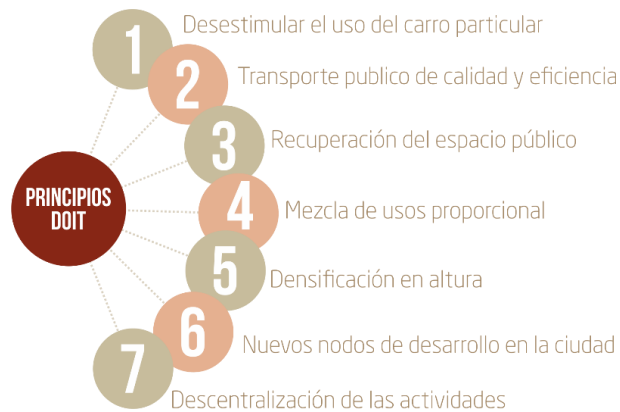 PRINCIPIOS
DOIT
1 Desestimular el uso del carro particular
2 Transporte publico de calidad y eficiencia
3 Recuperación del espacio público
4 Mezcla de usos proporcional
5 Densificación en altura
6 Nuevos nodos de desarrollo en la ciudad
7 Descentralización de las actividades